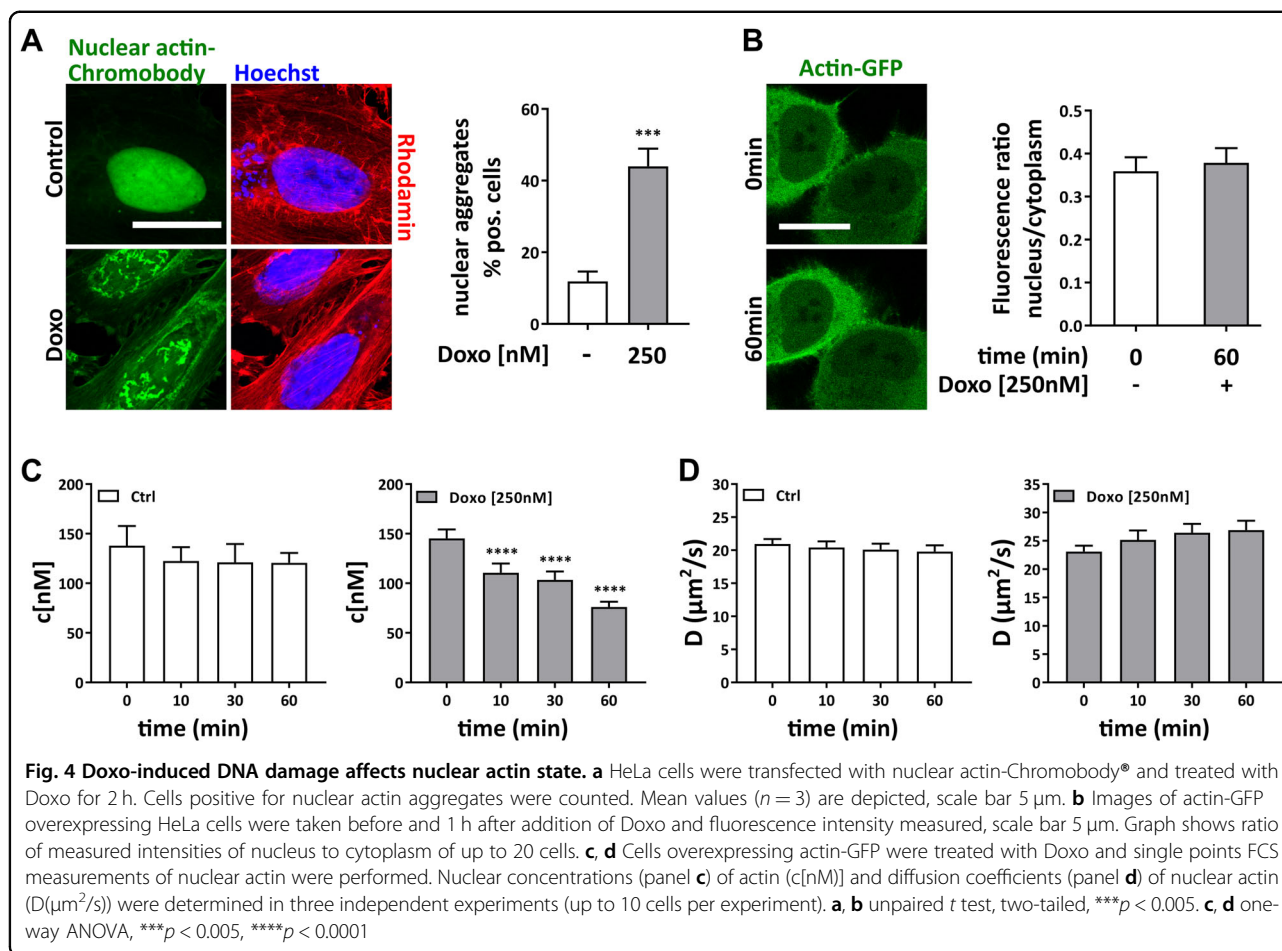 A
Nuclear actin-
Chromobody
Hoechst
Control
Doxo
Rhodamin
nuclear aggregates
% pos. cells
60
40
20
0
***
Doxo [nM]
-
250
B
Actin-GFP
0min
60min
Fluorescence ratio
nucleus/cytoplasm
0.5
0.4
0.3
0.2
0.1
0.0
time (min)
0
60
Doxo [250nM]
-
+
C
c[nM]
200
150
100
50
0
Ctrl
0
10
30
60
time (min)
c[nM]
200
150
100
50
0
Doxo [250nM]
****
****
****
0
10
30
60
time (min)
D
D (µm²/s)
30
25
20
15
10
5
0
Ctrl
0
10
30
60
time (min)
D (µm²/s)
35
30
25
20
15
10
5
0
Doxo [250nM]
0
10
30
60
time (min)
Fig. 4 Doxo-induced DNA damage affects nuclear actin state. a HeLa cells were transfected with nuclear actin-Chromobody® and treated with
Doxo for 2 h. Cells positive for nuclear actin aggregates were counted. Mean values (n = 3) are depicted, scale bar 5 µm. b Images of actin-GFP
overexpressing HeLa cells were taken before and 1 h after addition of Doxo and fluorescence intensity measured, scale bar 5 µm. Graph shows ratio
of measured intensities of nucleus to cytoplasm of up to 20 cells. c, d Cells overexpressing actin-GFP were treated with Doxo and single points FCS
measurements of nuclear actin were performed. Nuclear concentrations (panel c) of actin (c[nM)] and diffusion coefficients (panel d) of nuclear actin
(D(µm²/s)) were determined in three independent experiments (up to 10 cells per experiment). a, b unpaired t test, two-tailed, ***p < 0.005. c, d one-
way ANOVA, ***p < 0.005, ****p < 0.0001